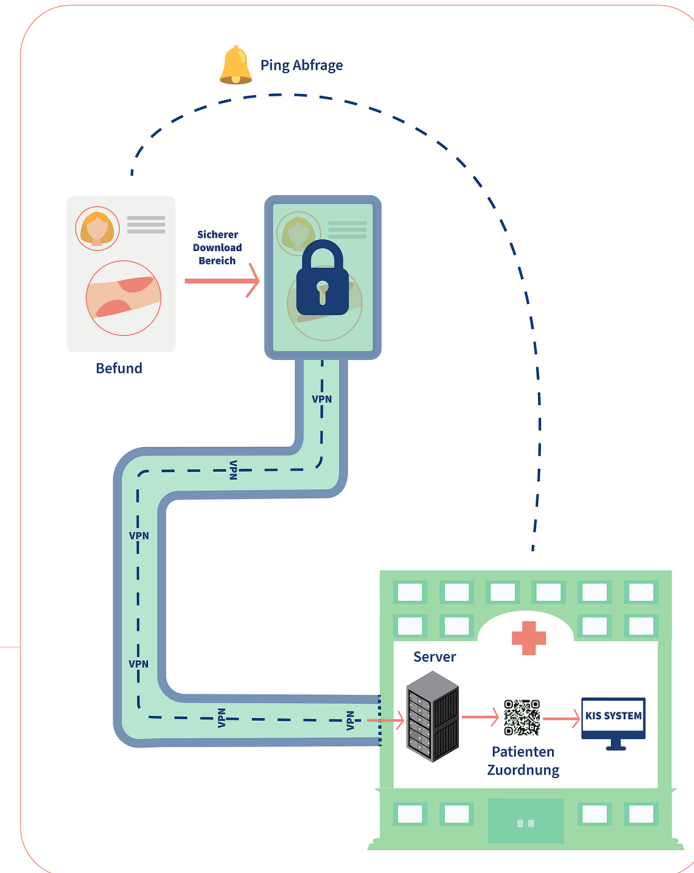 Ping Abfrage
Sicherer
Download
Bereich
Befund
VPN
VPN
VPN
VPN
VPN
VPN
Server
KIS SYSTEM
Patienten
Zuordnung